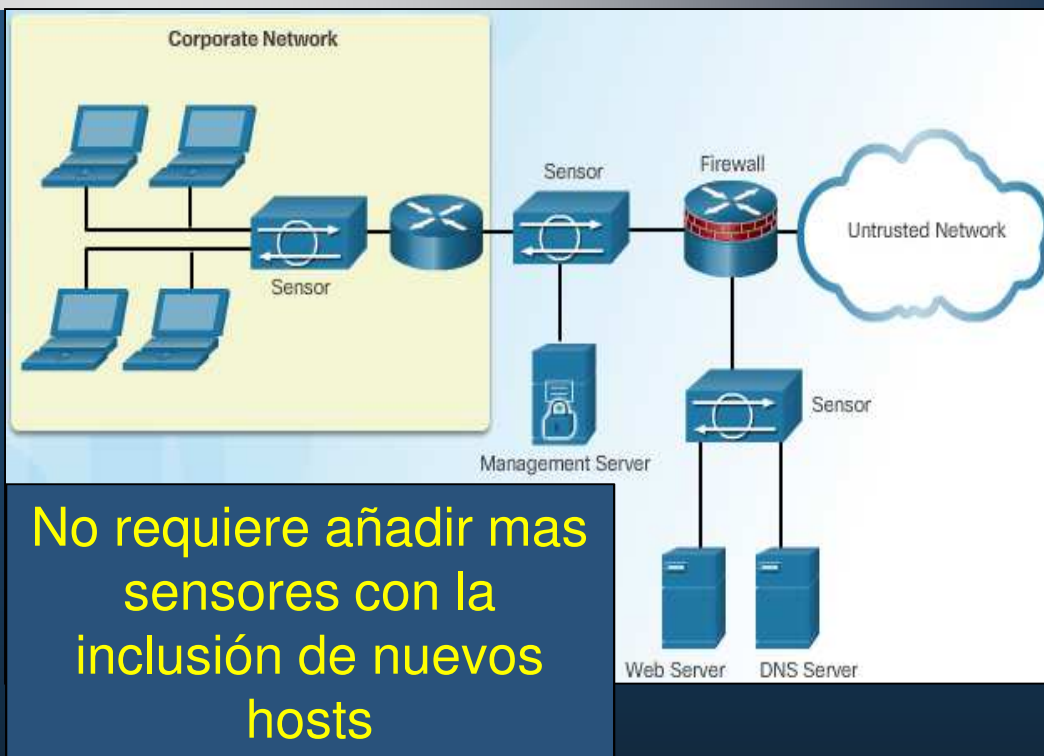 Corporate Network
Sensor
Firewall
Untrusted Network
Sensor
Sensor
Management Server
Web Server
DNS Server
No requiere añadir mas
sensores con la
inclusión de nuevos
hosts